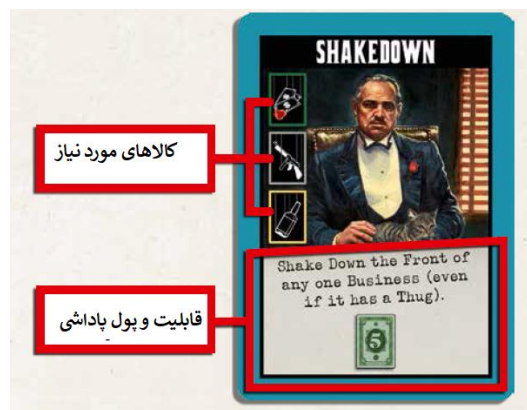 SHAKEDOWN
کالاهای مورد نیاز
Shake Down the Front of
any one Business (even
if it has a Thug).
قابلیت و پول پاداشی
5